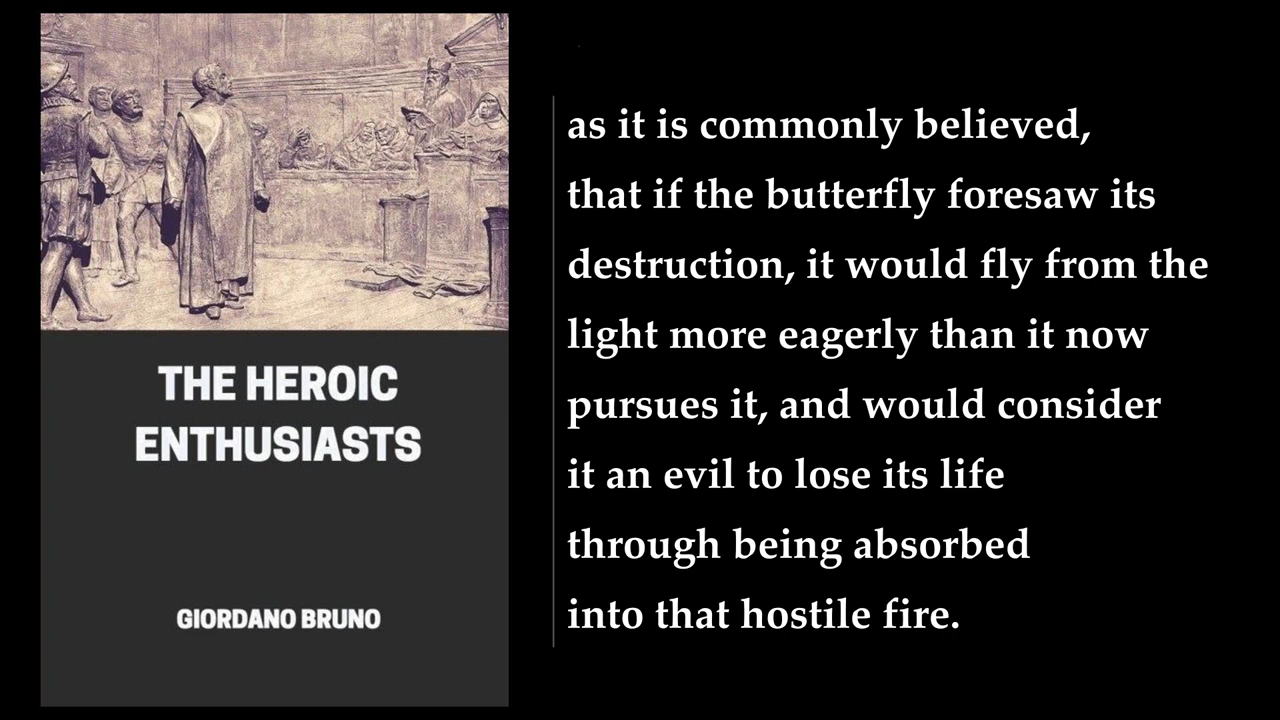 THE HEROIC
ENTHUSIASTS
GIORDANO BRUNO
as it is commonly believed,
that if the butterfly foresaw its
destruction, it would fly from the
light more eagerly than it now
pursues it, and would consider
it an evil to lose its life
through being absorbed
into that hostile fire.